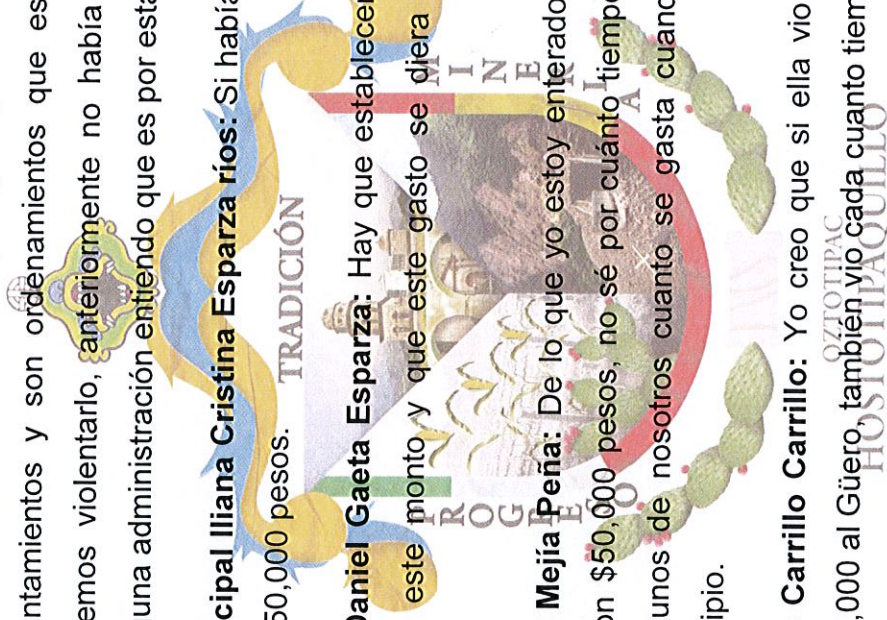 ntamientos y son ordenamientos que es
emos violentarlo, anteriormente no había
una administración entiendo que es por esta
cipal Iliana Cristina Esparza ríos: Si había
50,000 pesos.
Daniel Gaeta Esparza: Hay que establecer
este monto y que este gasto se diera
Mejía Peña: De lo que yo estoy enterado
on $50,000 pesos, no sé por cuánto tiempo
unos de nosotros cuanto se gasta cuand
ipio.
Carrillo Carrillo: Yo creo que si ella vio
,000 al Güero, también vio cada cuanto tiem
TRADICIÓN
PROGRESO
MINERAL
OZTOTIPAC
HOSTOTIPAQUILLO